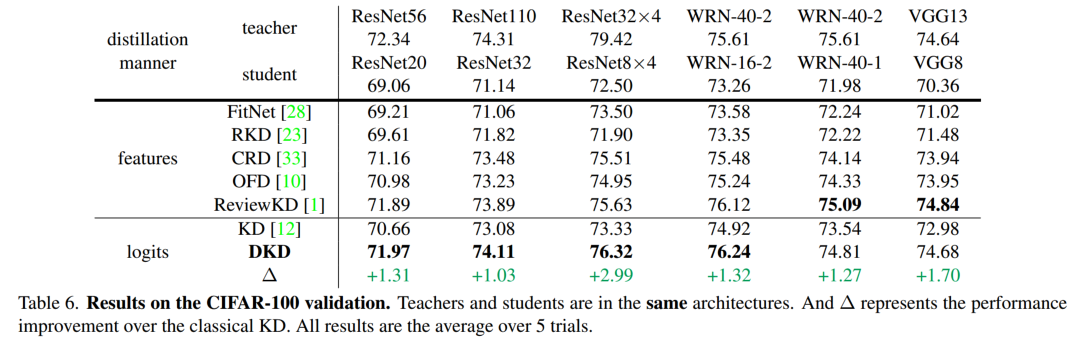 distillation manner teacher ResNet56 ResNet110 ResNet32×4 WRN-40-2 WRN-40-2 VGG13
72.34 74.31 79.42 75.61 75.61 74.64
student ResNet20 ResNet32 ResNet8×4 WRN-16-2 WRN-40-1 VGG8
69.06 71.14 72.50 73.26 71.98 70.36
features FitNet [28] 69.21 71.06 73.50 73.58 72.24 71.02
RKD [23] 69.61 71.82 71.90 73.35 72.22 71.48
CRD [33] 71.16 73.48 75.51 75.48 74.14 73.94
OFD [10] 70.98 73.23 74.95 75.24 74.33 73.95
ReviewKD [1] 71.89 73.89 75.63 76.12 75.09 74.84
logits KD [12] 70.66 73.08 73.33 74.92 73.54 72.98
DKD 71.97 74.11 76.32 76.24 74.81 74.68
Δ +1.31 +1.03 +2.99 +1.32 +1.27 +1.70
Table 6. Results on the CIFAR-100 validation. Teachers and students are in the same architectures. And Δ represents the performance
improvement over the classical KD. All results are the average over 5 trials.